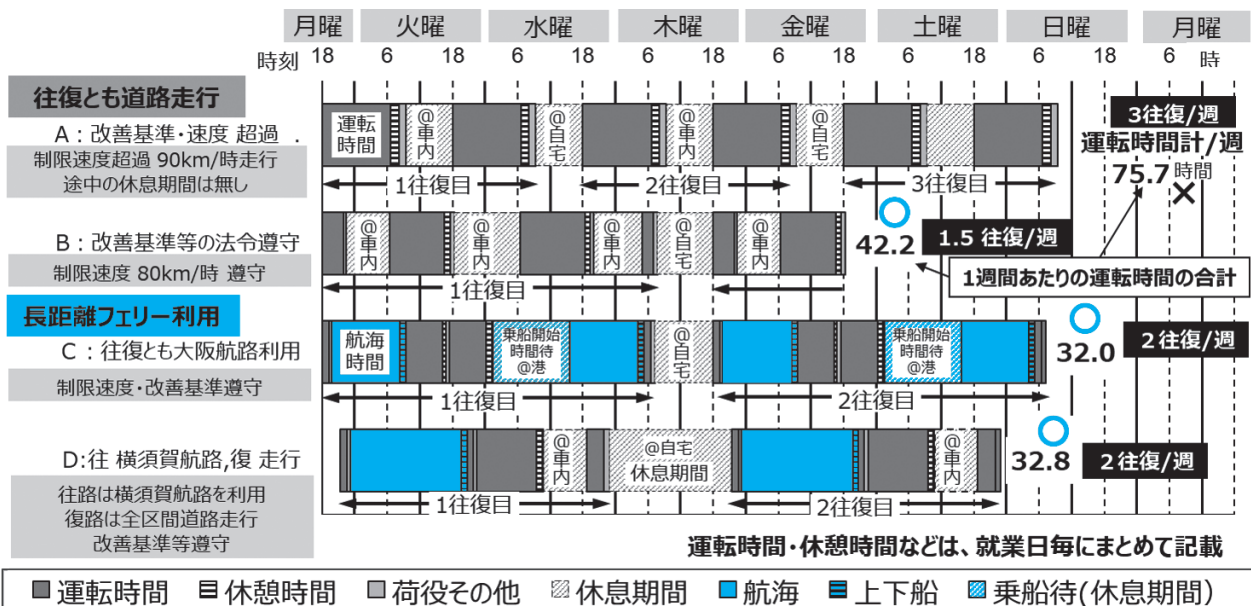 月曜 火曜 水曜 木曜 金曜 土曜 日曜 月曜
時刻 18 6 18 6 18 6 18 6 18 6 18 6 18 6 時
往復とも道路走行
A：改善基準・速度 超過 .
制限速度超過 90km/時走行
途中の休息期間は無し
運転
時間
@車内
@自宅
@車内
@自宅
1往復目
2往復目
3往復目
3往復/週
運転時間計/週
75.7 時間
×
B：改善基準等の法令遵守
制限速度 80km/時 遵守
@車内
@車内
@車内
@自宅
@車内
1往復目
42.2
1.5 往復/週
1週間あたりの運転時間の合計
長距離フェリー利用
C：往復とも大阪航路利用
制限速度・改善基準遵守
航海
時間
乗船開始
時間待
@港
@自宅
乗船開始
時間待
@港
1往復目
2往復目
32.0
2 往復/週
D:往 横須賀航路,復 走行
往路は横須賀航路を利用
復路は全区間道路走行
改善基準等遵守
@車内
@自宅
休息期間
@車内
1往復目
2往復目
32.8
2 往復/週
運転時間・休憩時間などは、就業日毎にまとめて記載
運転時間 休憩時間 荷役その他 休息期間 航海 上下船 乗船待(休息期間)